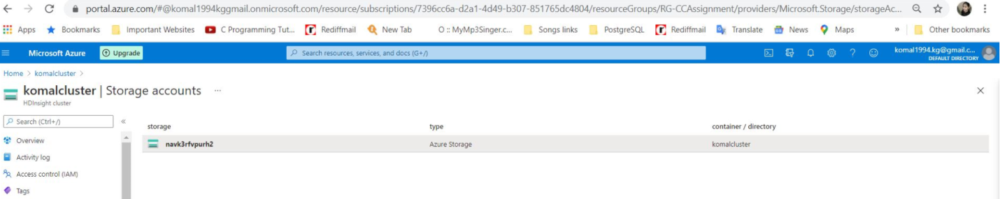 portal.azure.com/#@komal1994kggmail.onmicrosoft.com/resource/subscriptions/7396cc6a-d2a1-4d49-b307-851765dc4804/resourceGroups/RG-CCAssignment/providers/Microsoft.Storage/storageAc...
Apps Bookmarks Important Websites C Programming Tut... Rediffmail New Tab O :: MyMp3Singer.c... Songs links PostgreSQL Rediffmail Translate News Maps » Other bookmarks
Microsoft Azure Upgrade Search resources, services, and docs (G+/) komal1994.kg@gmail.c...
DEFAULT DIRECTORY
Home > komalcluster >
komalcluster | Storage accounts ...
HDInsight cluster
Search (Ctrl+/) «
storage type container / directory
Overview
navk3rfvpurh2 Azure Storage komalcluster
Activity log
Access control (IAM)
Tags